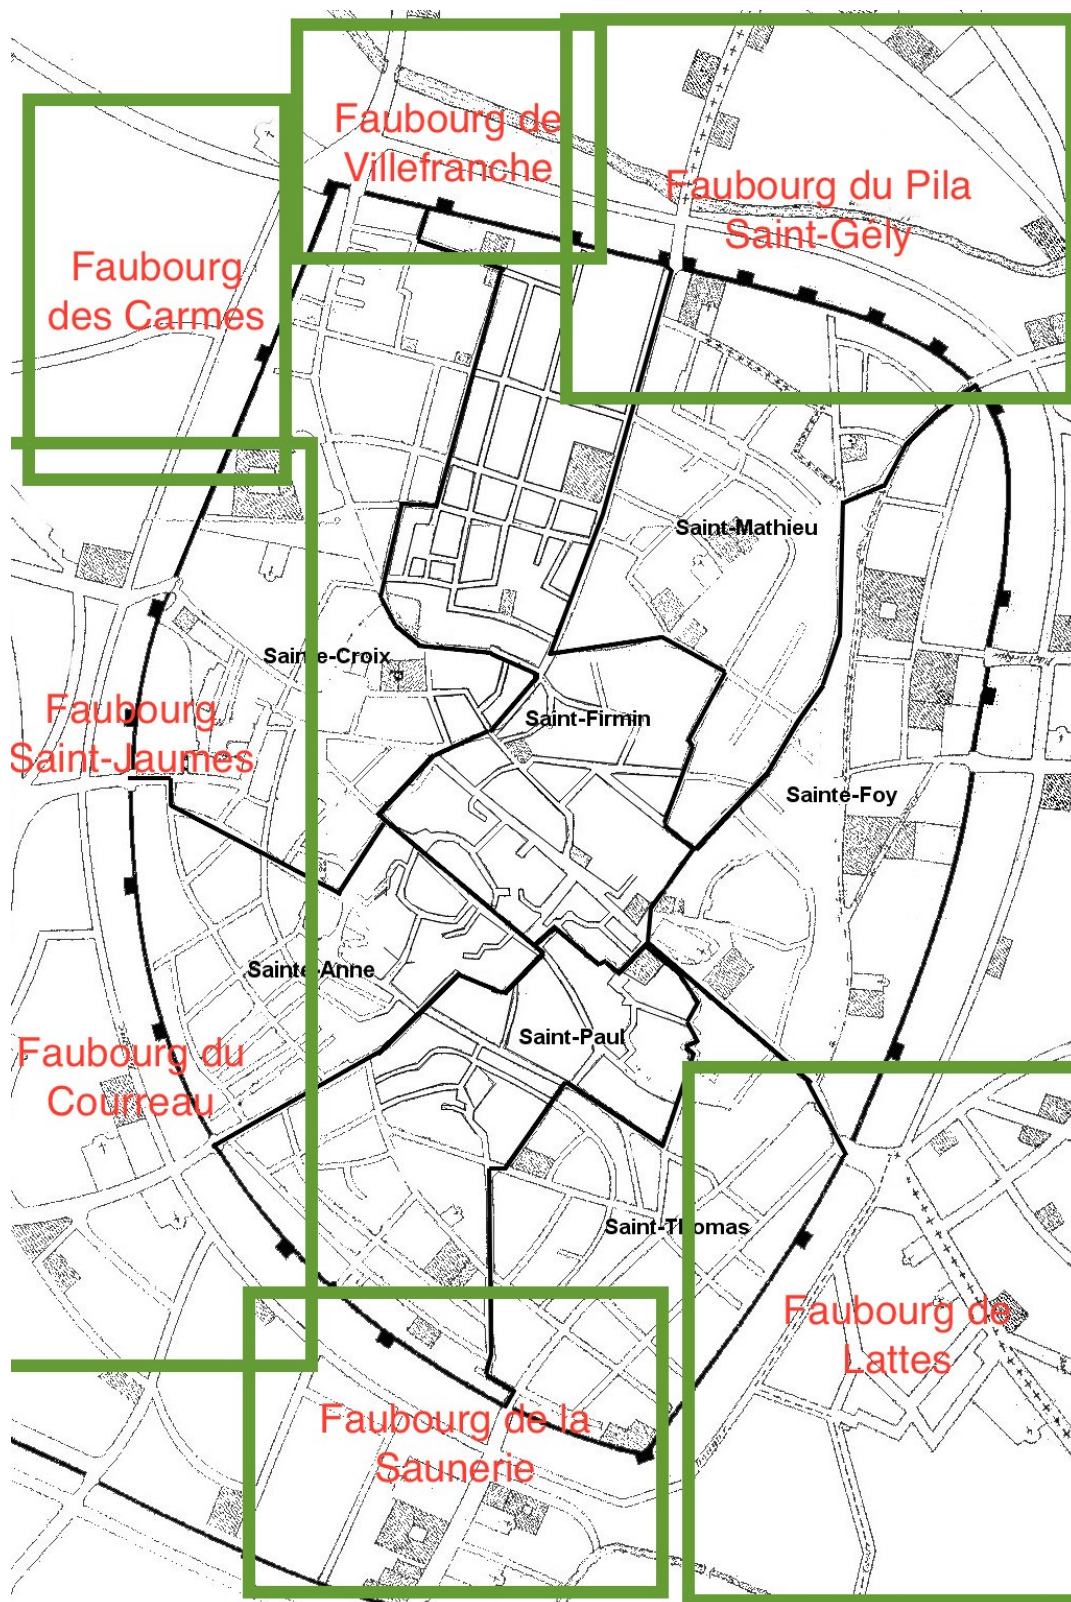 Faubourg de
Villefranche
Faubourg du Pila
Saint-Gély
Faubourg
des Carmes
Saint-Mathieu
Sainte-Croix
Faubourg
Saint-Jaumes
Saint-Firmin
Sainte-Foy
Sainte-Anne
Saint-Paul
Faubourg du
Courreau
Saint-Thomas
Faubourg de
Lattes
Faubourg de la
Saunerie